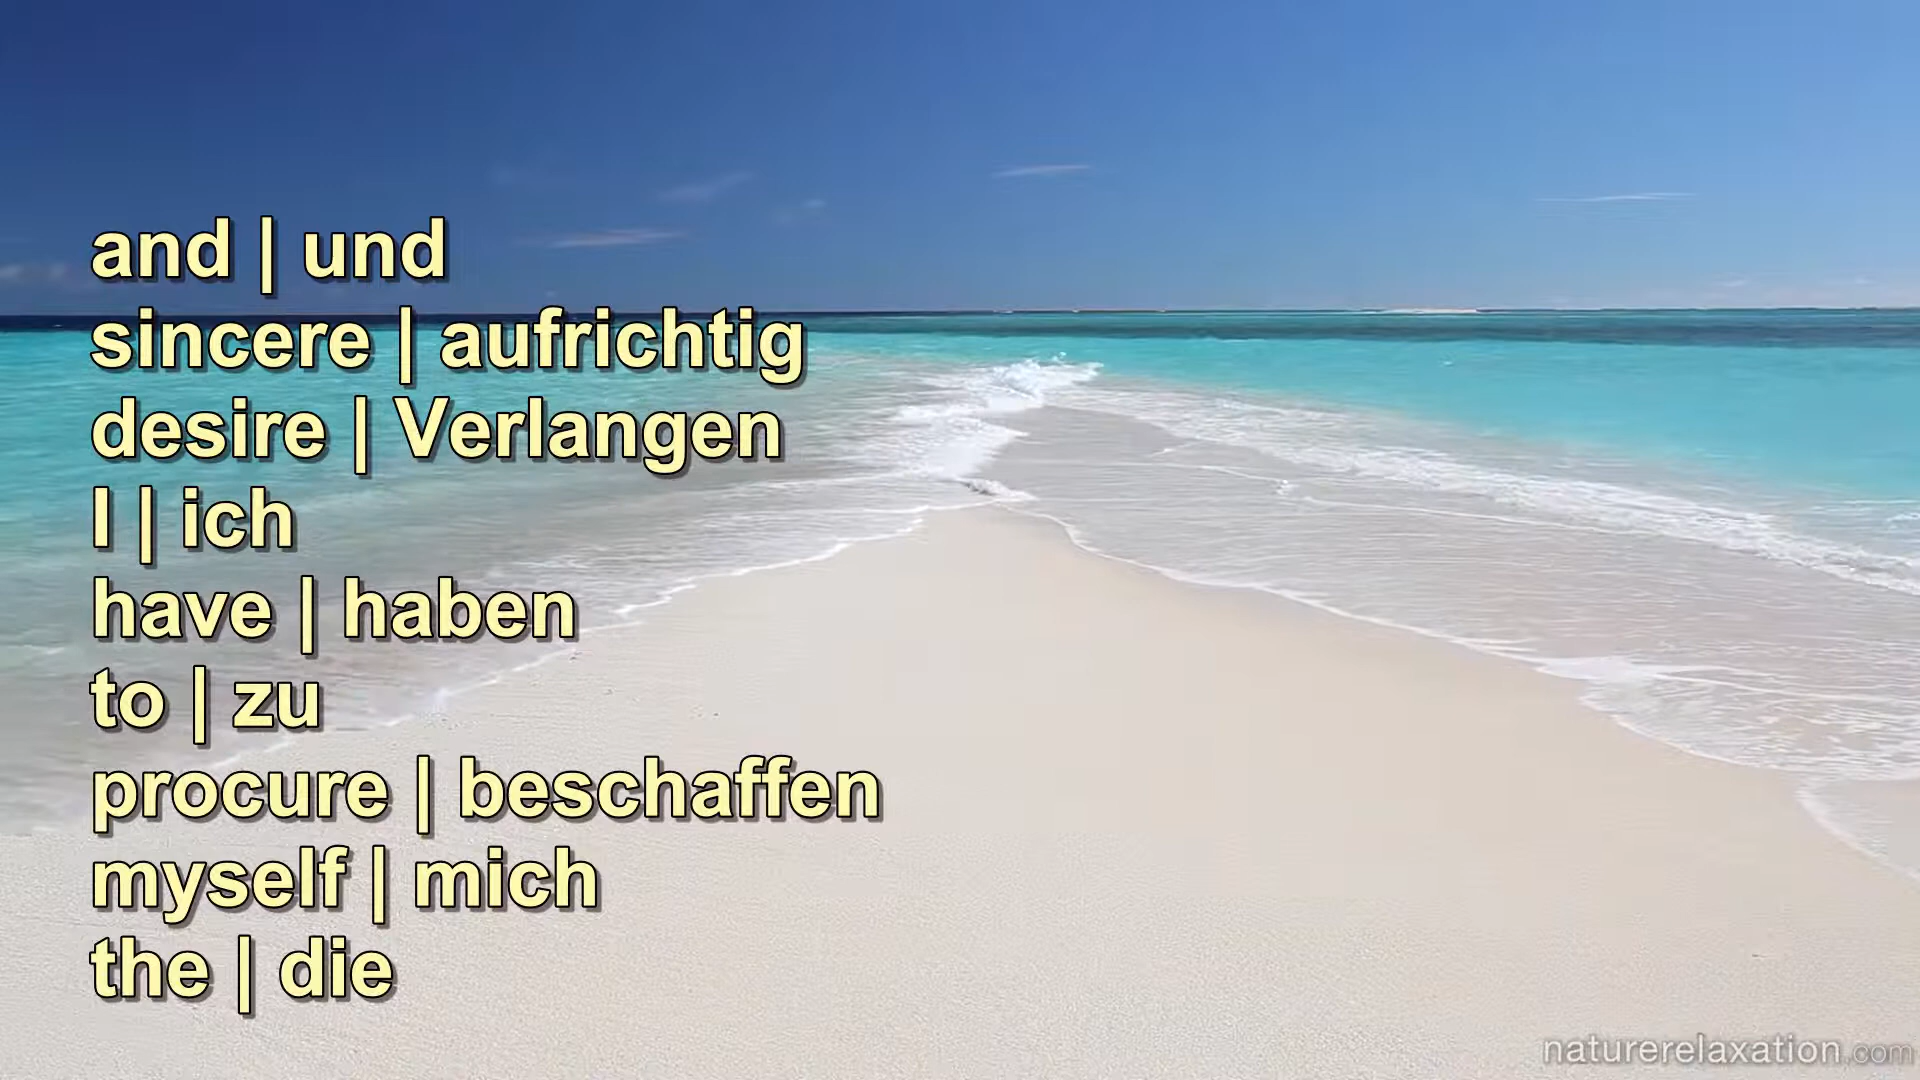 and | und
sincere | aufrichtig
desire | Verlangen
I | ich
have | haben
to | zu
procure | beschaffen
myself | mich
the | die
naturerelaxation.com